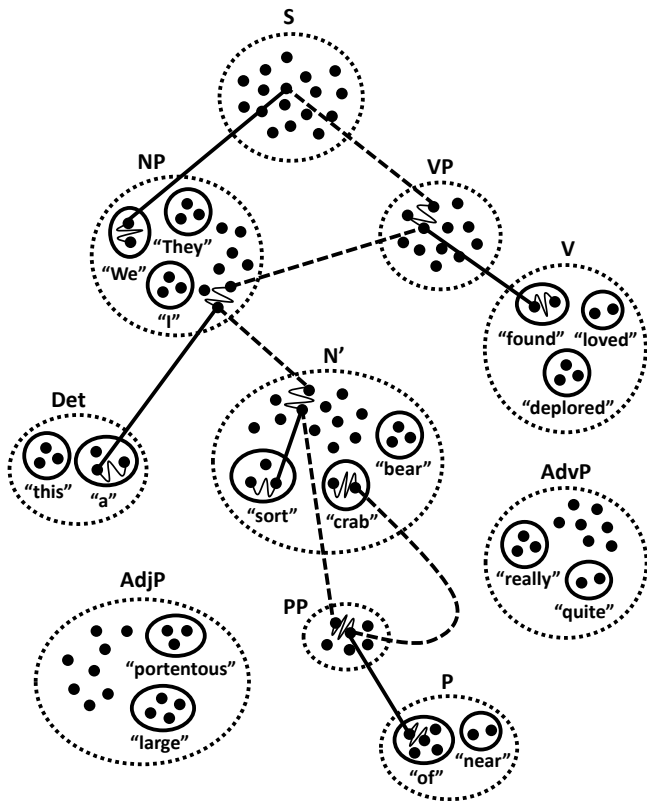 S
NP
VP
“They”
“We”
“I”
V
“found”
“loved”
“deplored”
N’
Det
“this”
“a”
“bear”
“sort”
“crab”
AdvP
“really”
“quite”
AdjP
PP
“portentous”
“large”
P
“of”
“near”